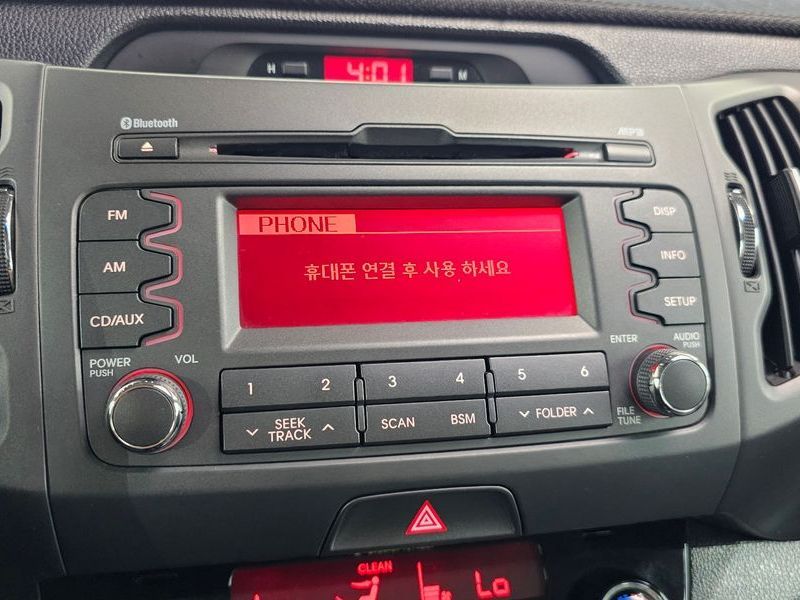 H 4:01 M
Bluetooth
MP3
FM
AM
CD/AUX
PHONE
휴대폰 연결 후 사용 하세요
DISP
INFO
SETUP
POWER
PUSH
VOL
1 2 3 4 5 6
SEEK
TRACK
SCAN BSM
FOLDER
ENTER
AUDIO
PUSH
FILE
TUNE
CLEAN
Lo